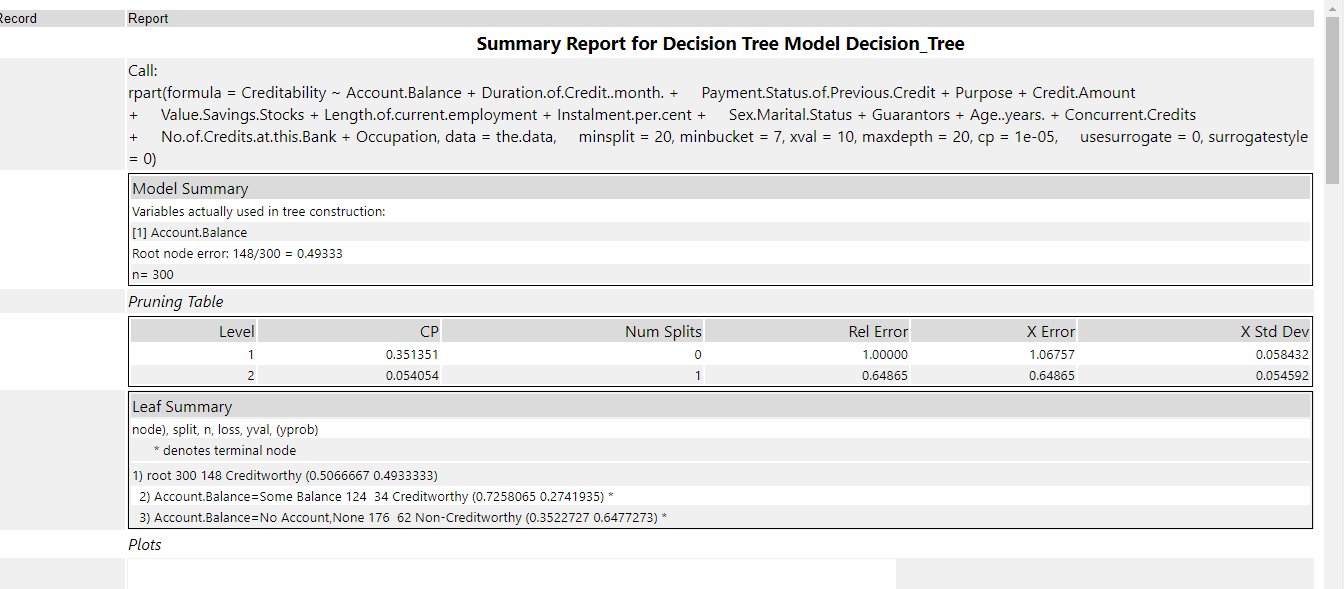 Record Report
Summary Report for Decision Tree Model Decision_Tree
Call:
rpart(formula = Creditability ~ Account.Balance + Duration.of.Credit..month. + Payment.Status.of.Previous.Credit + Purpose + Credit.Amount
+ Value.Savings.Stocks + Length.of.current.employment + Instalment.per.cent + Sex.Marital.Status + Guarantors + Age..years. + Concurrent.Credits
+ No.of.Credits.at.this.Bank + Occupation, data = the.data, minsplit = 20, minbucket = 7, xval = 10, maxdepth = 20, cp = 1e-05, usesurrogate = 0, surrogatestyle
= 0)
Model Summary
Variables actually used in tree construction:
[1] Account.Balance
Root node error: 148/300 = 0.49333
n= 300
Pruning Table
Level CP Num Splits Rel Error X Error X Std Dev
1 0.351351 0 1.00000 1.06757 0.058432
2 0.054054 1 0.64865 0.64865 0.054592
Leaf Summary
node), split, n, loss, yval, (yprob)
* denotes terminal node
1) root 300 148 Creditworthy (0.5066667 0.4933333)
2) Account.Balance=Some Balance 124 34 Creditworthy (0.7258065 0.2741935) *
3) Account.Balance=No Account,None 176 62 Non-Creditworthy (0.3522727 0.6477273) *
Plots